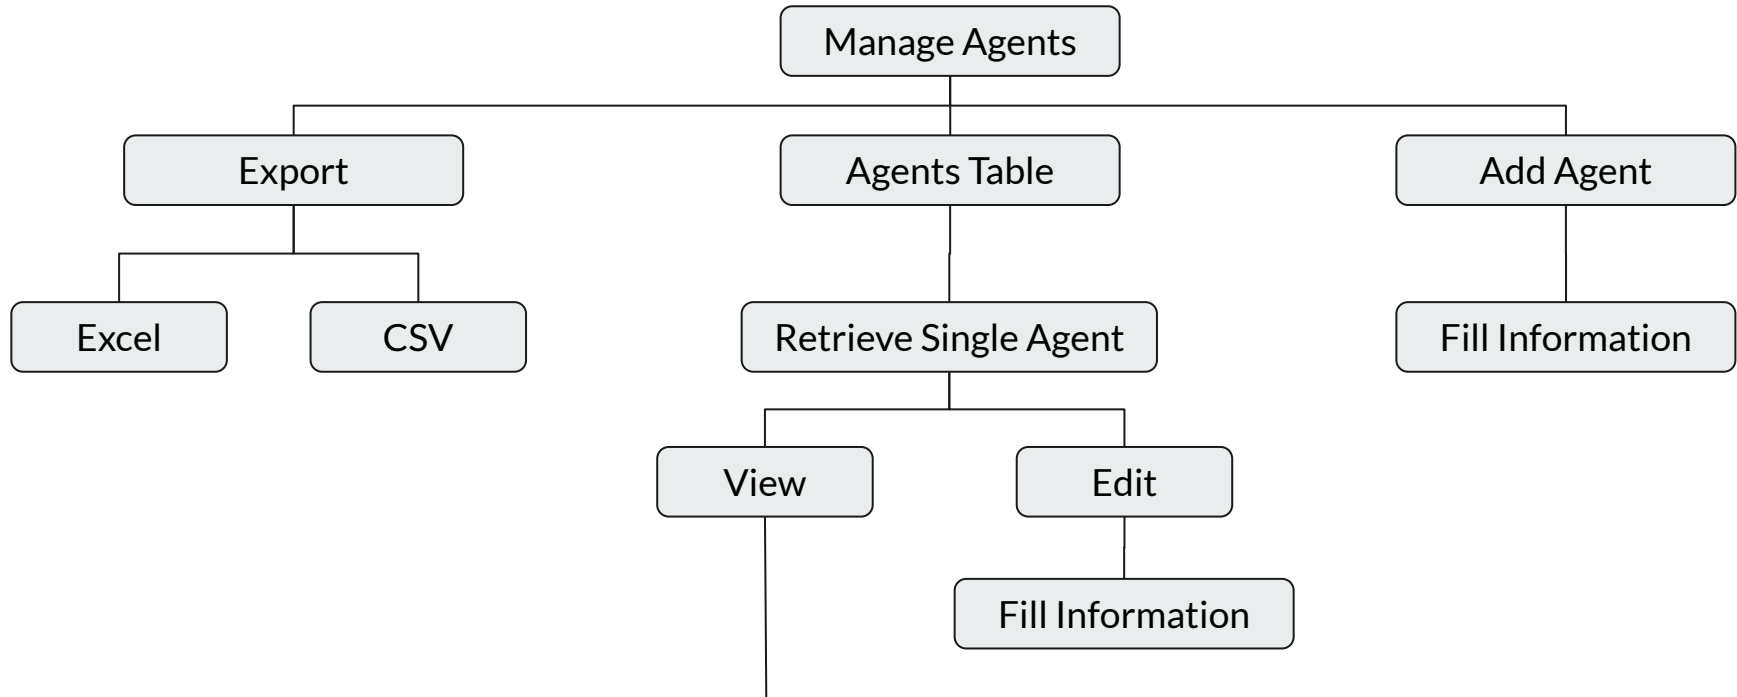 Manage Agents
Export
Agents Table
Add Agent
Excel
CSV
Retrieve Single Agent
Fill Information
View
Edit
Fill Information